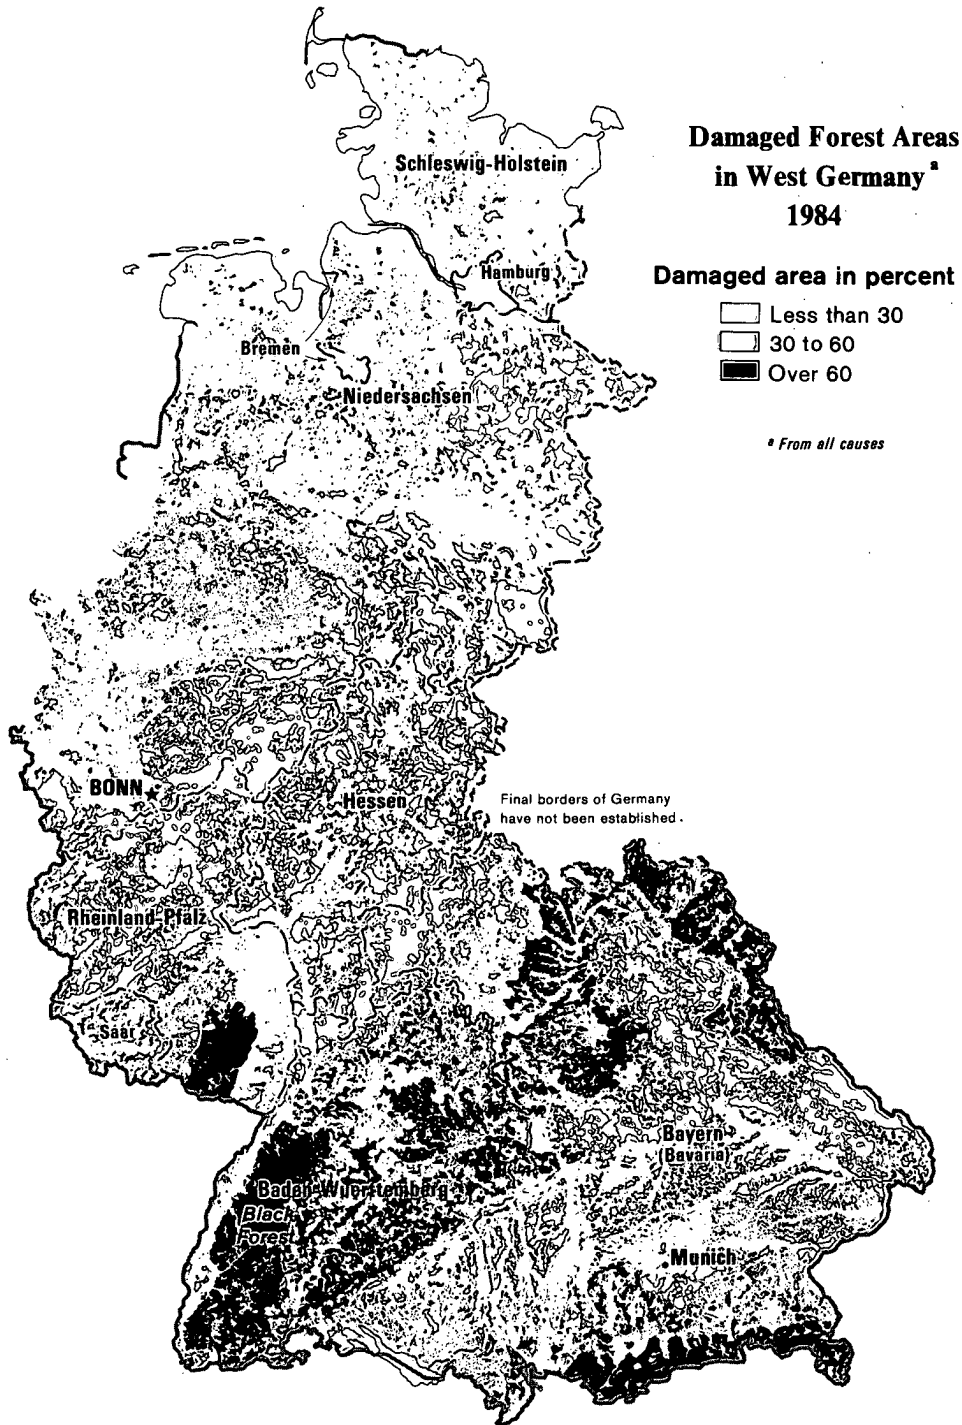 Damaged Forest Areas
in West Germany ᵃ
1984
Damaged area in percent
Less than 30
30 to 60
Over 60
ᵃ From all causes
Schleswig-Holstein
Hamburg
Bremen
Niedersachsen
BONN
Hessen
Final borders of Germany
have not been established.
Rheinland-Pfalz
Saar
Bayern
(Bavaria)
Baden-Wuerttemberg
Black
Forest
Munich